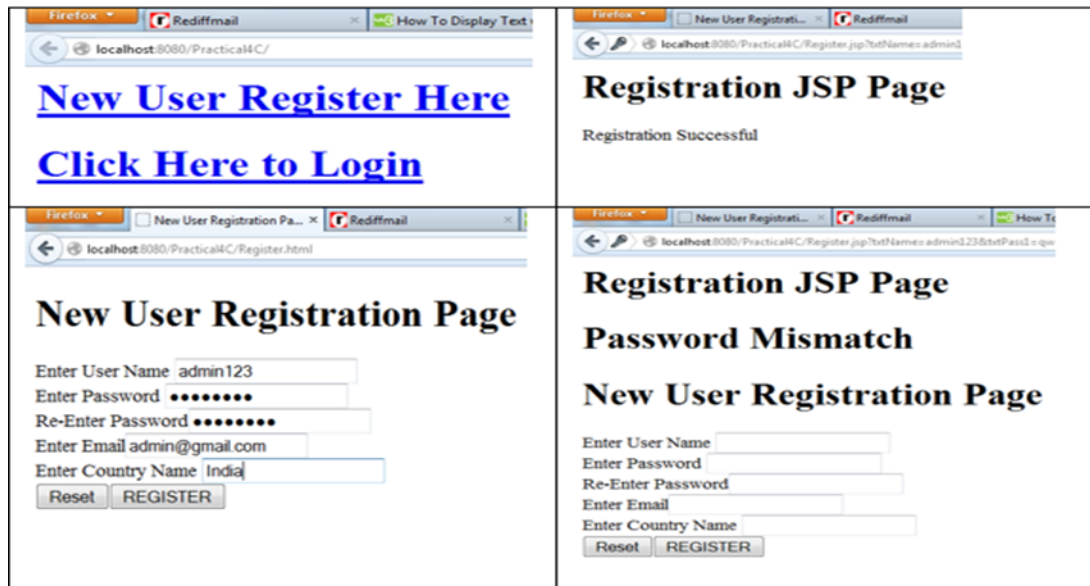 Firefox
Rediffmail ×
How To Display Text
localhost:8080/Practical4C/
New User Register Here
Click Here to Login
Firefox
New User Registrati... ×
Rediffmail
localhost:8080/Practical4C/Register.jsp?txtName=admin1
Registration JSP Page
Registration Successful
Firefox
New User Registration Pa... ×
Rediffmail ×
localhost:8080/Practical4C/Register.html
New User Registration Page
Enter User Name admin123
Enter Password ●●●●●●●●
Re-Enter Password ●●●●●●●●
Enter Email admin@gmail.com
Enter Country Name India
Reset REGISTER
Firefox
New User Registrati... ×
Rediffmail ×
How To
localhost:8080/Practical4C/Register.jsp?txtName=admin123&txtPass1=qw
Registration JSP Page
Password Mismatch
New User Registration Page
Enter User Name
Enter Password
Re-Enter Password
Enter Email
Enter Country Name
Reset REGISTER